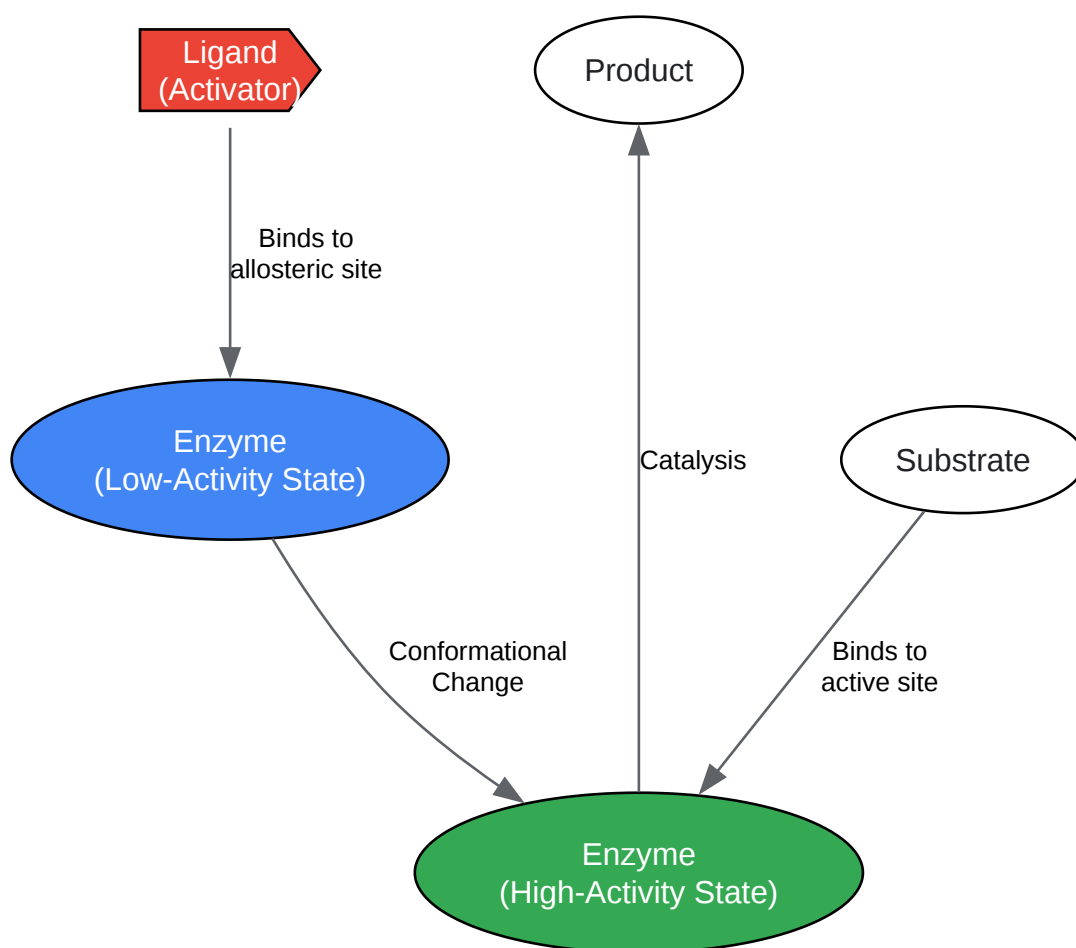 Ligand
(Activator)
Product
Binds to
allosteric site
Enzyme
(Low-Activity State)
Catalysis
Substrate
Conformational
Change
Binds to
active site
Enzyme
(High-Activity State)